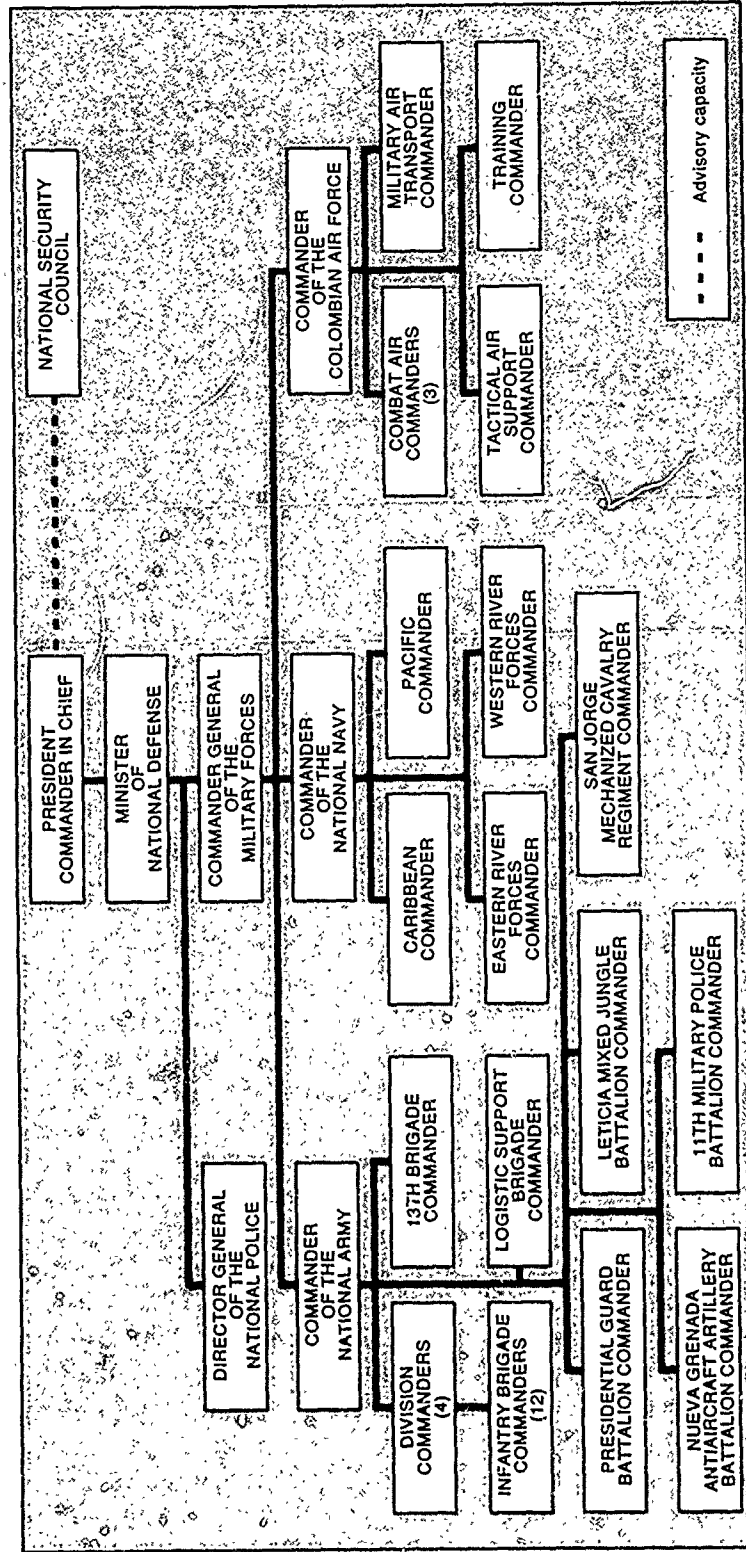 PRESIDENT
COMMANDER IN CHIEF
NATIONAL SECURITY
COUNCIL
MINISTER
OF
NATIONAL DEFENSE
DIRECTOR GENERAL
OF THE
NATIONAL POLICE
COMMANDER GENERAL
OF THE
MILITARY FORCES
COMMANDER
OF THE
NATIONAL ARMY
COMMANDER
OF THE
NATIONAL NAVY
COMMANDER
OF THE
COLOMBIAN AIR FORCE
DIVISION
COMMANDERS
(4)
13TH BRIGADE
COMMANDER
CARIBBEAN
COMMANDER
PACIFIC
COMMANDER
COMBAT AIR
COMMANDERS
(3)
MILITARY AIR
TRANSPORT
COMMANDER
INFANTRY BRIGADE
COMMANDERS
(12)
LOGISTIC SUPPORT
BRIGADE
COMMANDER
EASTERN RIVER
FORCES
COMMANDER
WESTERN RIVER
FORCES
COMMANDER
TACTICAL AIR
SUPPORT
COMMANDER
TRAINING
COMMANDER
PRESIDENTIAL GUARD
BATTALION COMMANDER
LETICIA MIXED JUNGLE
BATTALION COMMANDER
SAN JORGE
MECHANIZED CAVALRY
REGIMENT COMMANDER
NUEVA GRENADA
ANTIAIRCRAFT ARTILLERY
BATTALION COMMANDER
11TH MILITARY POLICE
BATTALION COMMANDER
Advisory capacity